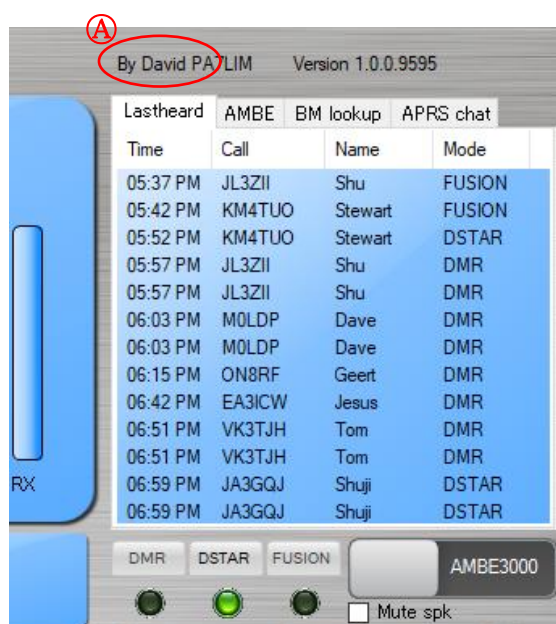 Ⓐ
By David PA7LIM Version 1.0.0.9595
Lastheard AMBE BM lookup APRS chat
Time Call Name Mode
05:37 PM JL3ZII Shu FUSION
05:42 PM KM4TUO Stewart FUSION
05:52 PM KM4TUO Stewart DSTAR
05:57 PM JL3ZII Shu DMR
05:57 PM JL3ZII Shu DMR
06:03 PM M0LDP Dave DMR
06:03 PM M0LDP Dave DMR
06:15 PM ON8RF Geert DMR
06:42 PM EA3ICW Jesus DMR
06:51 PM VK3TJH Tom DMR
06:51 PM VK3TJH Tom DMR
06:59 PM JA3GQJ Shuji DSTAR
06:59 PM JA3GQJ Shuji DSTAR
RX
DMR DSTAR FUSION
AMBE3000
Mute spk